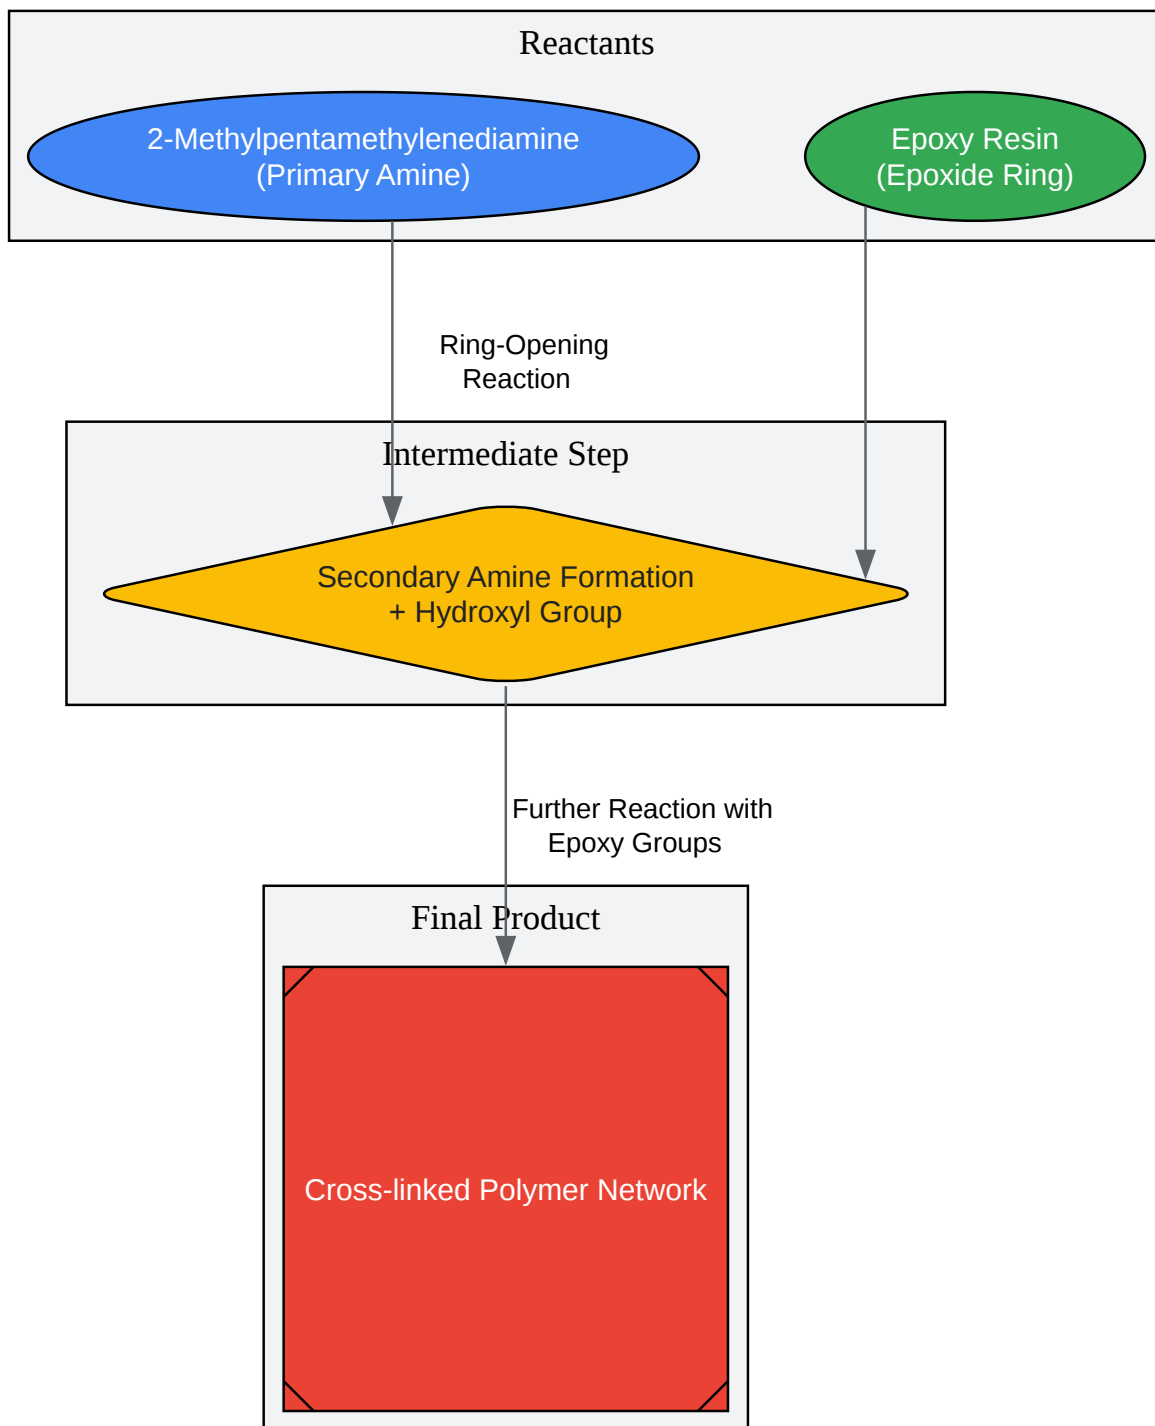 Reactants
2-Methylpentamethylenediamine
(Primary Amine)
Epoxy Resin
(Epoxide Ring)
Ring-Opening
Reaction
Intermediate Step
Secondary Amine Formation
+ Hydroxyl Group
Further Reaction with
Epoxy Groups
Final Product
Cross-linked Polymer Network